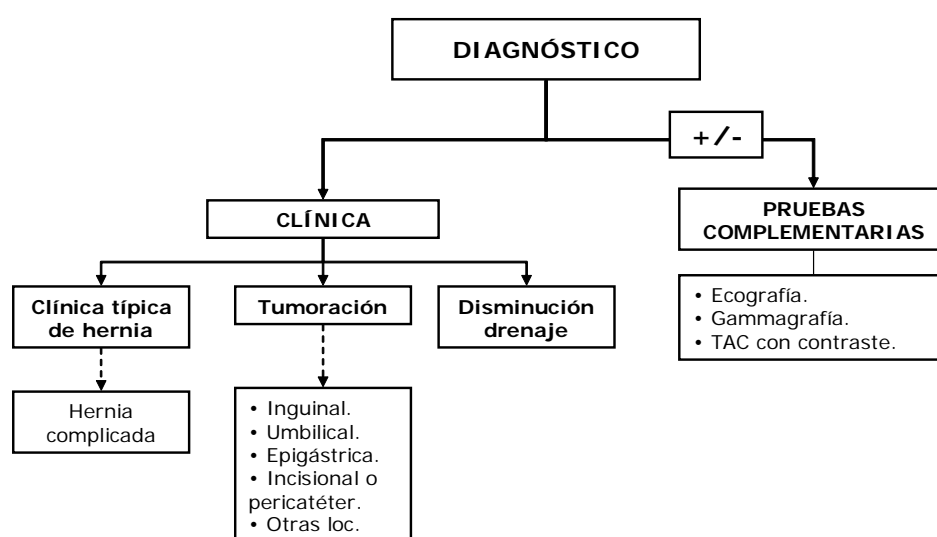 DIAGNÓSTICO
+/-
CLÍNICA
PRUEBAS
COMPLEMENTARIAS
Clínica típica
de hernia
Tumoración
Disminución
drenaje
• Ecografía.
• Gammagrafía.
• TAC con contraste.
Hernia
complicada
• Inguinal.
• Umbilical.
• Epigástrica.
• Incisional o
pericatéter.
• Otras loc.